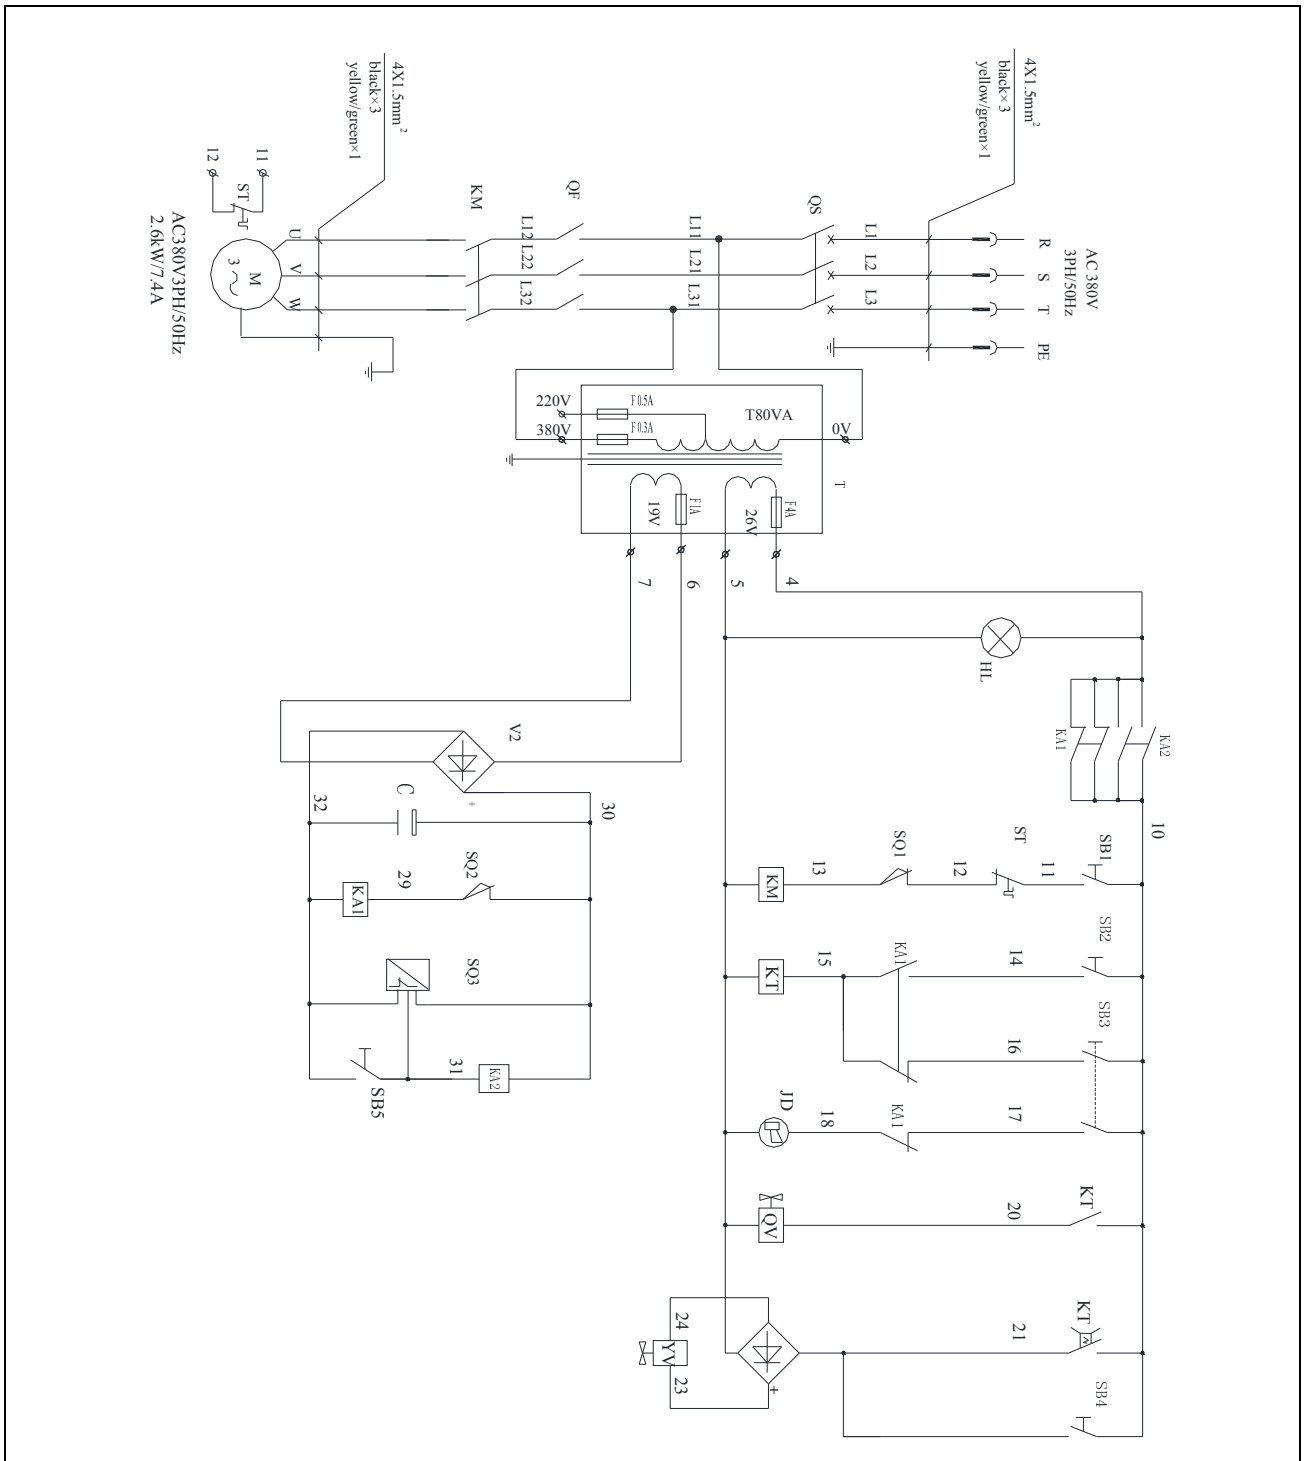 4X1.5mm²
black×3
yellow/green×1
4X1.5mm²
black×3
yellow/green×1
AC 380V
3PH/50Hz
R
S
T
PE
L1
L2
L3
QS
L11
L21
L31
QF
L12
L22
L32
KM
U
V
W
11
12
ST
M
3
AC380V3PH/50Hz
2.6kW/7.4A
220V
380V
F 0.5A
F 0.3A
T80VA
0V
T
19V
F 1A
26V
F 4A
7
6
5
4
HL
KA1
KA2
10
V2
+
C
32
30
SQ2
29
KA1
SQ3
31
KA2
SB5
SB1
11
ST
12
SQ1
13
KM
SB2
14
KA1
15
KT
SB3
16
17
KA1
18
JD
KT
20
QV
KT
21
SB4
+
24
YV
23